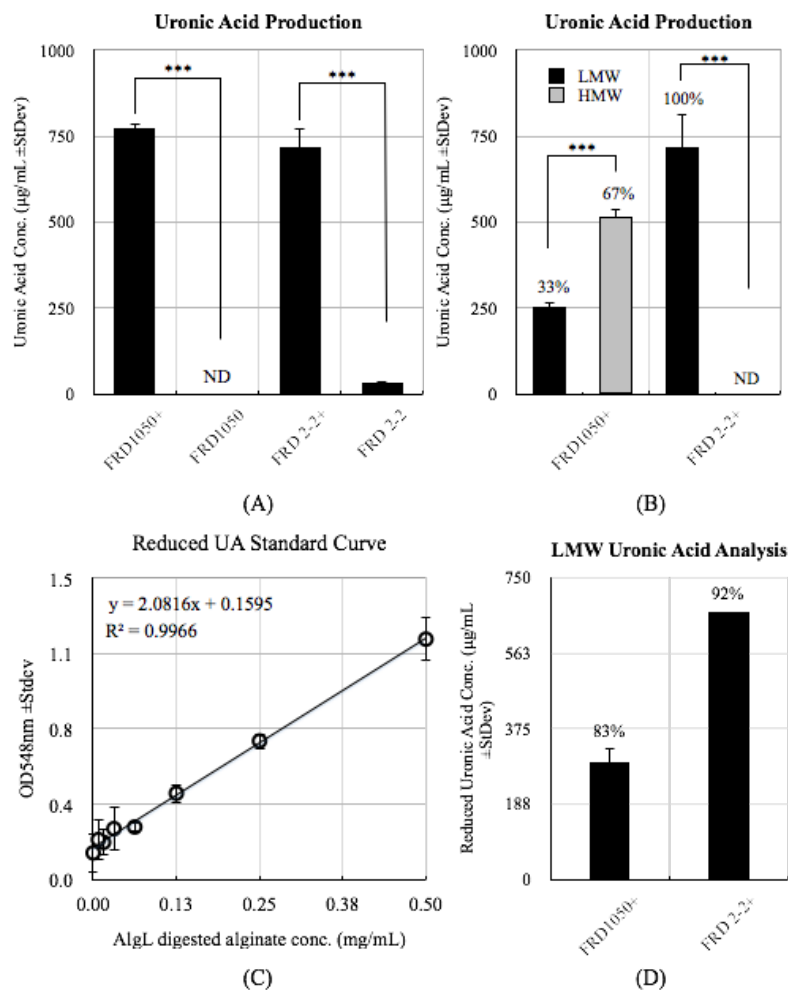 Uronic Acid Production
Uronic Acid Conc. (µg/mL ±StDev)
1000
750
500
250
0
***
***
ND
FRD1050+
FRD1050
FRD 2-2+
FRD 2-2
(A)
Uronic Acid Production
Uronic Acid Conc. (µg/mL ±StDev)
1000
750
500
250
0
LMW
HMW
***
100%
***
67%
33%
ND
FRD1050+
FRD 2-2+
(B)
Reduced UA Standard Curve
OD548nm ±Stdev
1.5
1.1
0.8
0.4
0.0
y = 2.0816x + 0.1595
R² = 0.9966
0.00
0.13
0.25
0.38
0.50
AlgL digested alginate conc. (mg/mL)
(C)
LMW Uronic Acid Analysis
Reduced Uronic Acid Conc. (µg/mL
±StDev)
750
563
375
188
0
92%
83%
FRD1050+
FRD 2-2+
(D)